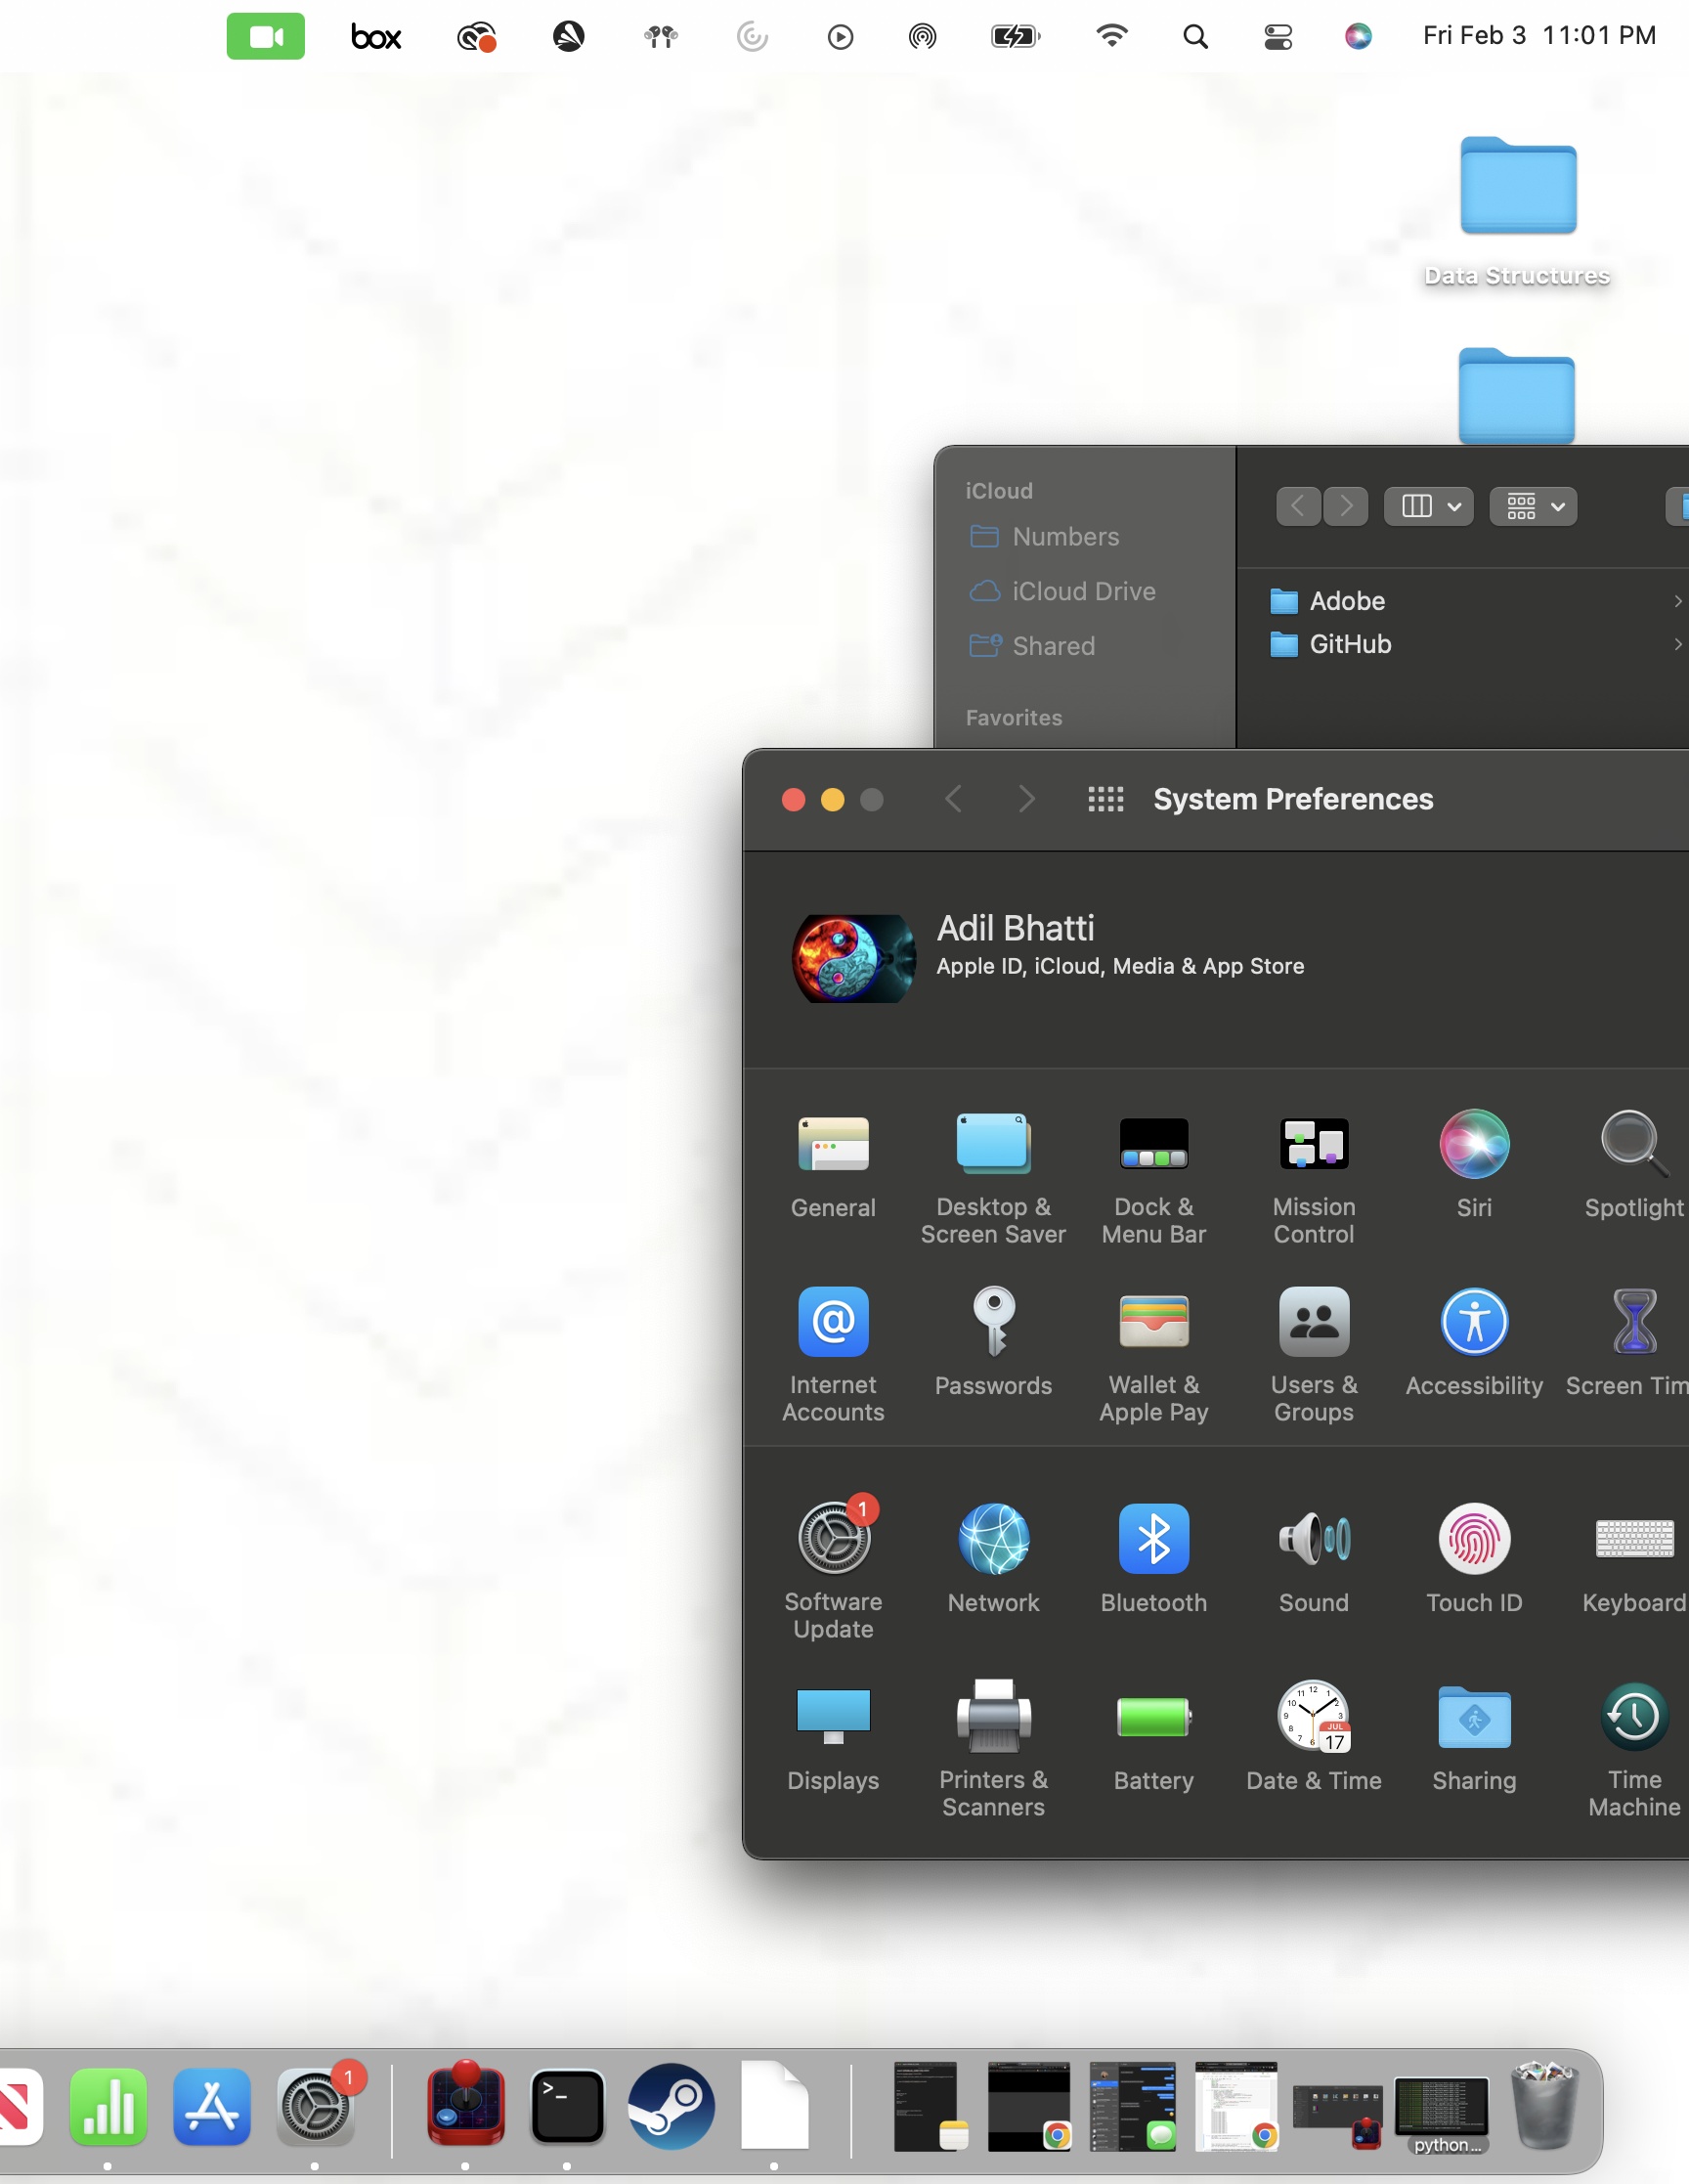 box
Fri Feb 3 11:01 PM
Data Structures
iCloud
Numbers
iCloud Drive
Shared
Favorites
Adobe
GitHub
System Preferences
Adil Bhatti
Apple ID, iCloud, Media & App Store
General
Desktop &
Screen Saver
Dock &
Menu Bar
Mission
Control
Siri
Spotlight
Internet
Accounts
Passwords
Wallet &
Apple Pay
Users &
Groups
Accessibility
Screen Tim
1
Software
Update
Network
Bluetooth
Sound
Touch ID
Keyboard
Displays
Printers &
Scanners
Battery
JUL
17
Date & Time
Sharing
Time
Machine
1
>_
python...